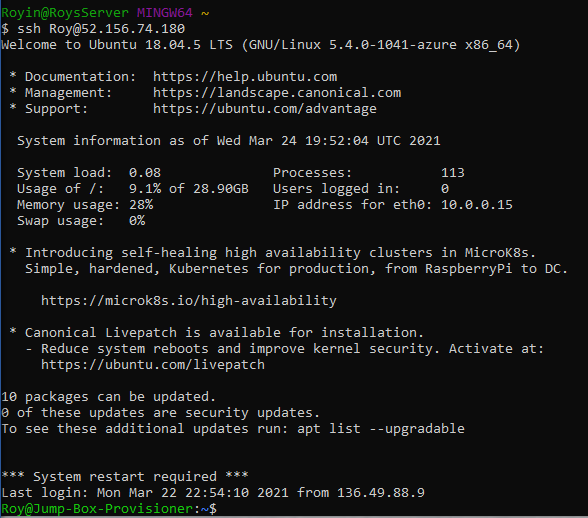 Royin@RoysServer MINGW64 ~
$ ssh Roy@52.156.74.180
Welcome to Ubuntu 18.04.5 LTS (GNU/Linux 5.4.0-1041-azure x86_64)
* Documentation:  https://help.ubuntu.com
* Management:     https://landscape.canonical.com
* Support:        https://ubuntu.com/advantage
System information as of Wed Mar 24 19:52:04 UTC 2021
System load:  0.08              Processes:           113
Usage of /:   9.1% of 28.90GB   Users logged in:     0
Memory usage: 28%               IP address for eth0: 10.0.0.15
Swap usage:   0%
* Introducing self-healing high availability clusters in MicroK8s.
Simple, hardened, Kubernetes for production, from RaspberryPi to DC.
https://microk8s.io/high-availability
* Canonical Livepatch is available for installation.
- Reduce system reboots and improve kernel security. Activate at:
https://ubuntu.com/livepatch
10 packages can be updated.
0 of these updates are security updates.
To see these additional updates run: apt list --upgradable
*** System restart required ***
Last login: Mon Mar 22 22:54:10 2021 from 136.49.88.9
Roy@Jump-Box-Provisioner:~$